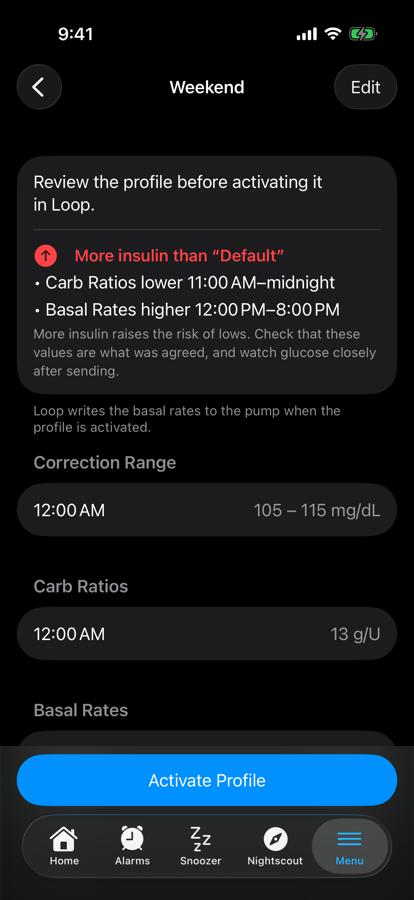 9:41
Weekend
Edit
Review the profile before activating it
in Loop.
More insulin than “Default”
• Carb Ratios lower 11:00 AM–midnight
• Basal Rates higher 12:00 PM–8:00 PM
More insulin raises the risk of lows. Check that these
values are what was agreed, and watch glucose closely
after sending.
Loop writes the basal rates to the pump when the
profile is activated.
Correction Range
12:00 AM 105 – 115 mg/dL
Carb Ratios
12:00 AM 13 g/U
Basal Rates
Activate Profile
Home Alarms Snoozer Nightscout Menu